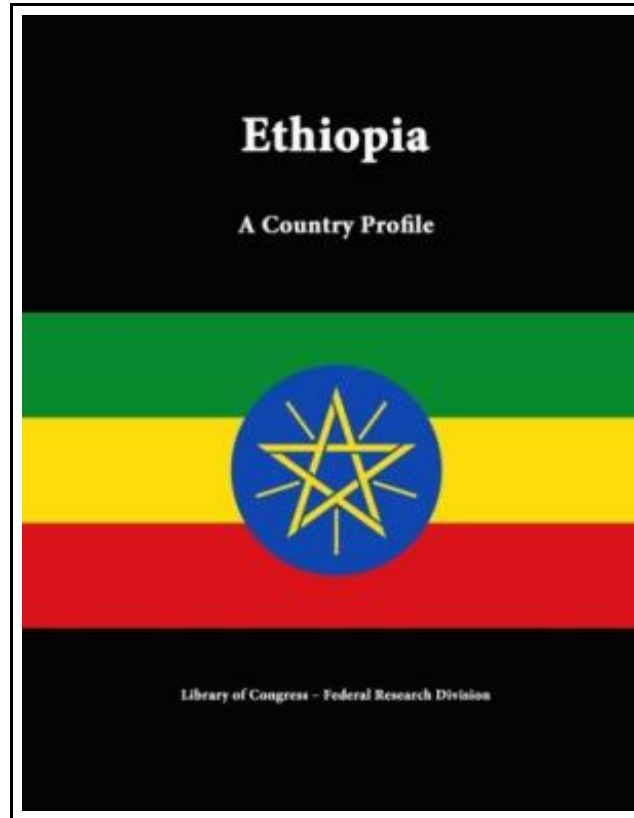 Ethiopia
A Country Profile
Library of Congress – Federal Research Division